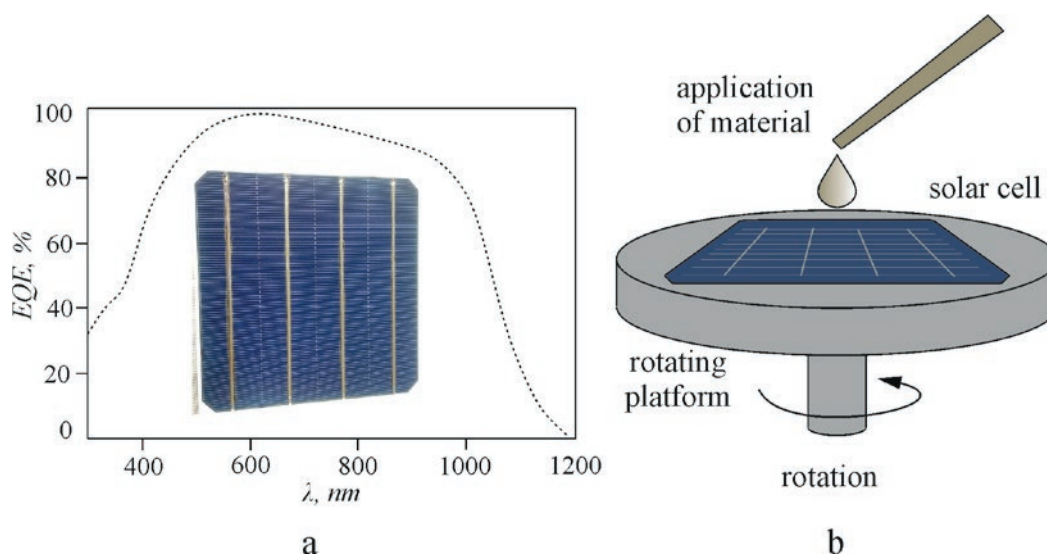 100
80
60
40
20
0
EQE, %
400
600
800
1000
1200
λ, nm
a
application
of material
solar cell
rotating
platform
rotation
b